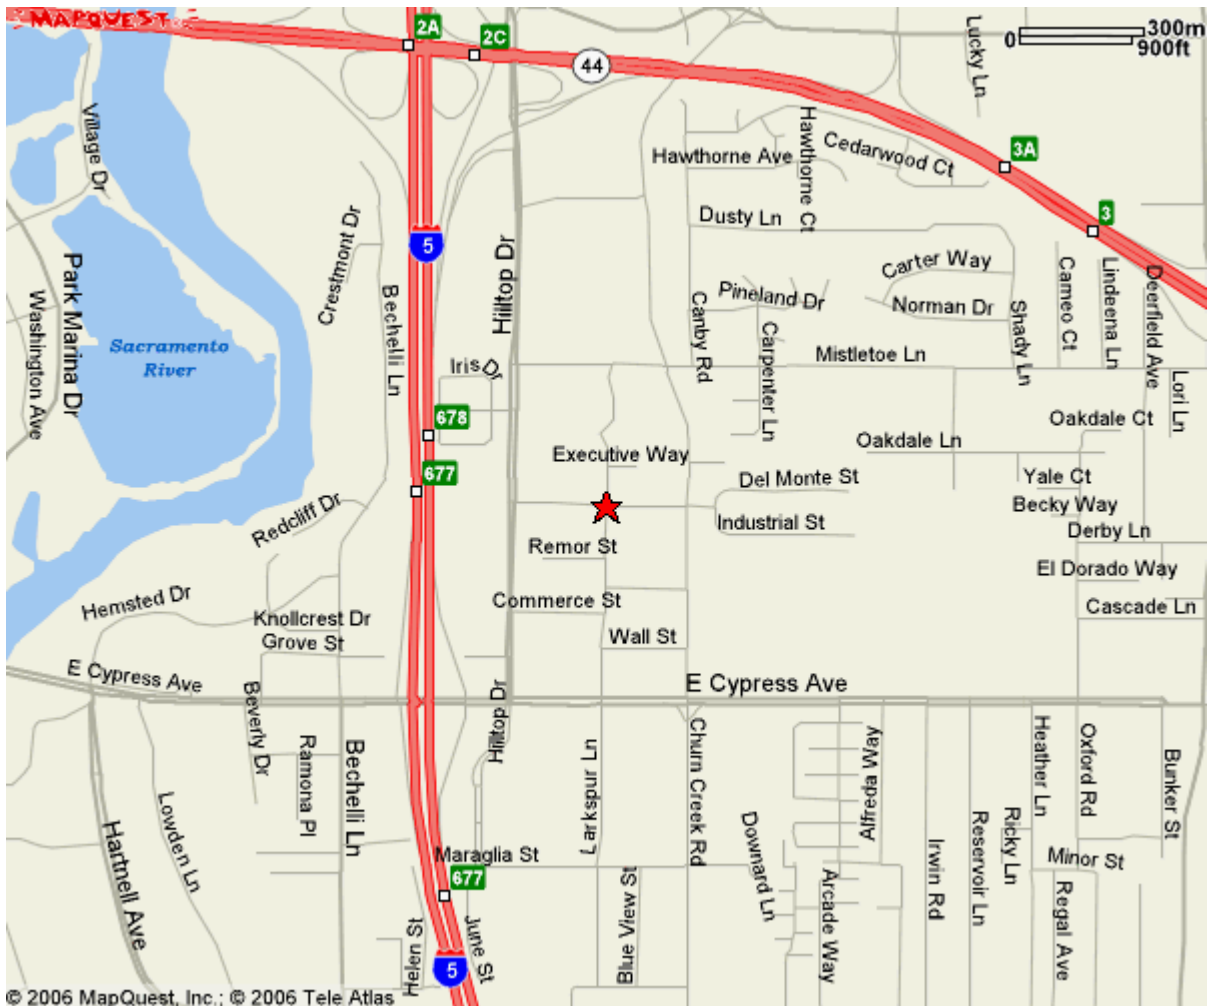 MAPQUEST
2A
2C
44
300m
0
900ft
Lucky Ln
Village Dr
Hawthorne Ave
Hawthorne Ct
Cedarwood Ct
3A
3
Dusty Ln
Crestmont Dr
5
Hilltop Dr
Park Marina Dr
Washington Ave
Bechelli Ln
Sacramento
River
Carter Way
Pineland Dr
Norman Dr
Canby Rd
Carpenter Ln
Shady Ln
Cameo Ct
Lindeena Ln
Deerfield Ave
Lori Ln
Iris Dr
Mistletoe Ln
678
677
Oakdale Ct
Oakdale Ln
Executive Way
Del Monte St
Yale Ct
Becky Way
Redcliff Dr
Industrial St
Derby Ln
Remor St
El Dorado Way
Hemsted Dr
Commerce St
Cascade Ln
Knollcrest Dr
Grove St
Wall St
E Cypress Ave
E Cypress Ave
Beverly Dr
Ramona Pl
Bechelli Ln
Hilltop Dr
Larkspur Ln
Churn Creek Rd
Alfreda Way
Heather Ln
Oxford Rd
Bunker St
Hartnell Ave
Lowden Ln
Maraglia St
677
Downard Ln
Arcade Way
Irwin Rd
Reservoir Ln
Ricky Ln
Minor St
Regal Ave
Helen St
June St
Blue View St
5
© 2006 MapQuest, Inc.; © 2006 Tele Atlas